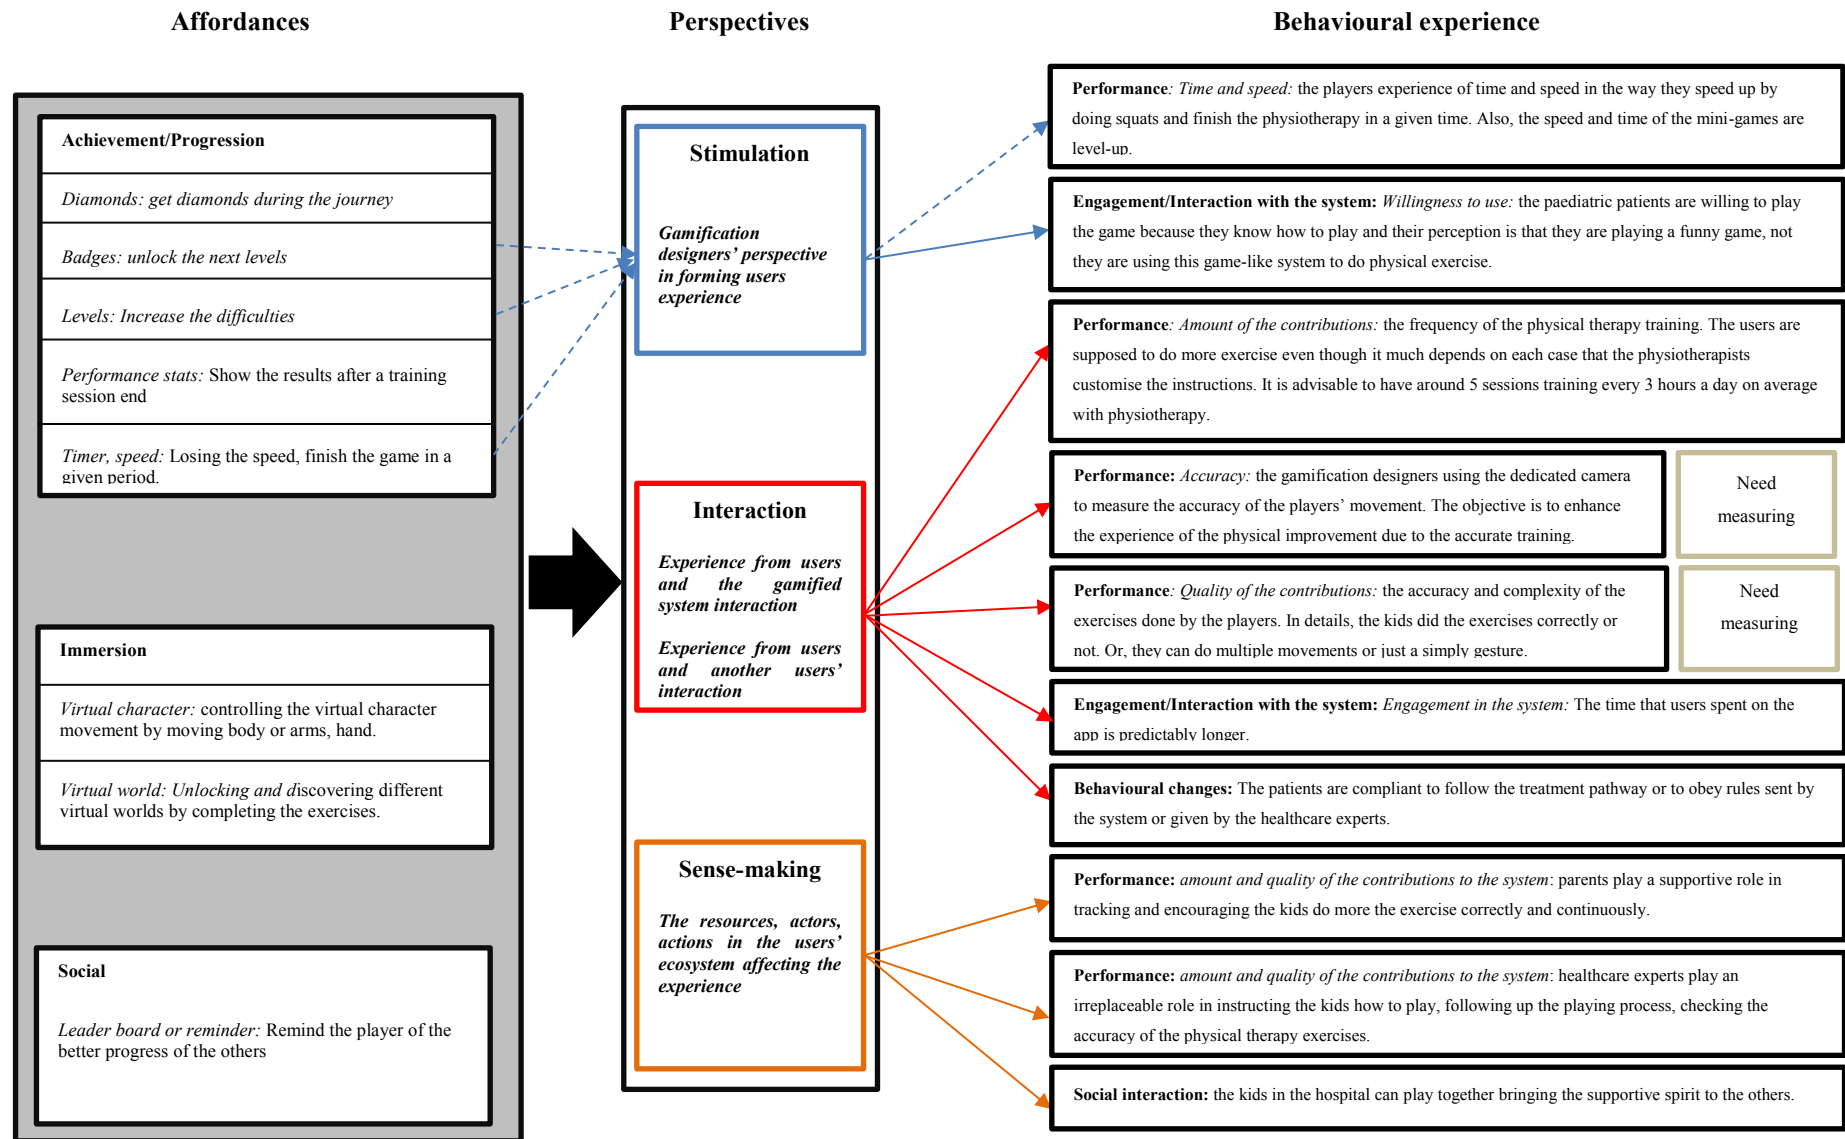 Affordances
Perspectives
Behavioural experience
Achievement/Progression
Diamonds: get diamonds during the journey
Badges: unlock the next levels
Levels: Increase the difficulties
Performance stats: Show the results after a training
session end
Timer, speed: Losing the speed, finish the game in a
given period.
Immersion
Virtual character: controlling the virtual character
movement by moving body or arms, hand.
Virtual world: Unlocking and discovering different
virtual worlds by completing the exercises.
Social
Leader board or reminder: Remind the player of the
better progress of the others
Stimulation
Gamification
designers’ perspective
in forming users
experience
Interaction
Experience from users
and the gamified
system interaction
Experience from users
and another users’
interaction
Sense-making
The resources, actors,
actions in the users’
ecosystem affecting the
experience
Performance: Time and speed: the players experience of time and speed in the way they speed up by
doing squats and finish the physiotherapy in a given time. Also, the speed and time of the mini-games are
level-up.
Engagement/Interaction with the system: Willingness to use: the paediatric patients are willing to play
the game because they know how to play and their perception is that they are playing a funny game, not
they are using this game-like system to do physical exercise.
Performance: Amount of the contributions: the frequency of the physical therapy training. The users are
supposed to do more exercise even though it much depends on each case that the physiotherapists
customise the instructions. It is advisable to have around 5 sessions training every 3 hours a day on average
with physiotherapy.
Performance: Accuracy: the gamification designers using the dedicated camera
to measure the accuracy of the players’ movement. The objective is to enhance
the experience of the physical improvement due to the accurate training.
Need
measuring
Performance: Quality of the contributions: the accuracy and complexity of the
exercises done by the players. In details, the kids did the exercises correctly or
not. Or, they can do multiple movements or just a simply gesture.
Need
measuring
Engagement/Interaction with the system: Engagement in the system: The time that users spent on the
app is predictably longer.
Behavioural changes: The patients are compliant to follow the treatment pathway or to obey rules sent by
the system or given by the healthcare experts.
Performance: amount and quality of the contributions to the system: parents play a supportive role in
tracking and encouraging the kids do more the exercise correctly and continuously.
Performance: amount and quality of the contributions to the system: healthcare experts play an
irreplaceable role in instructing the kids how to play, following up the playing process, checking the
accuracy of the physical therapy exercises.
Social interaction: the kids in the hospital can play together bringing the supportive spirit to the others.